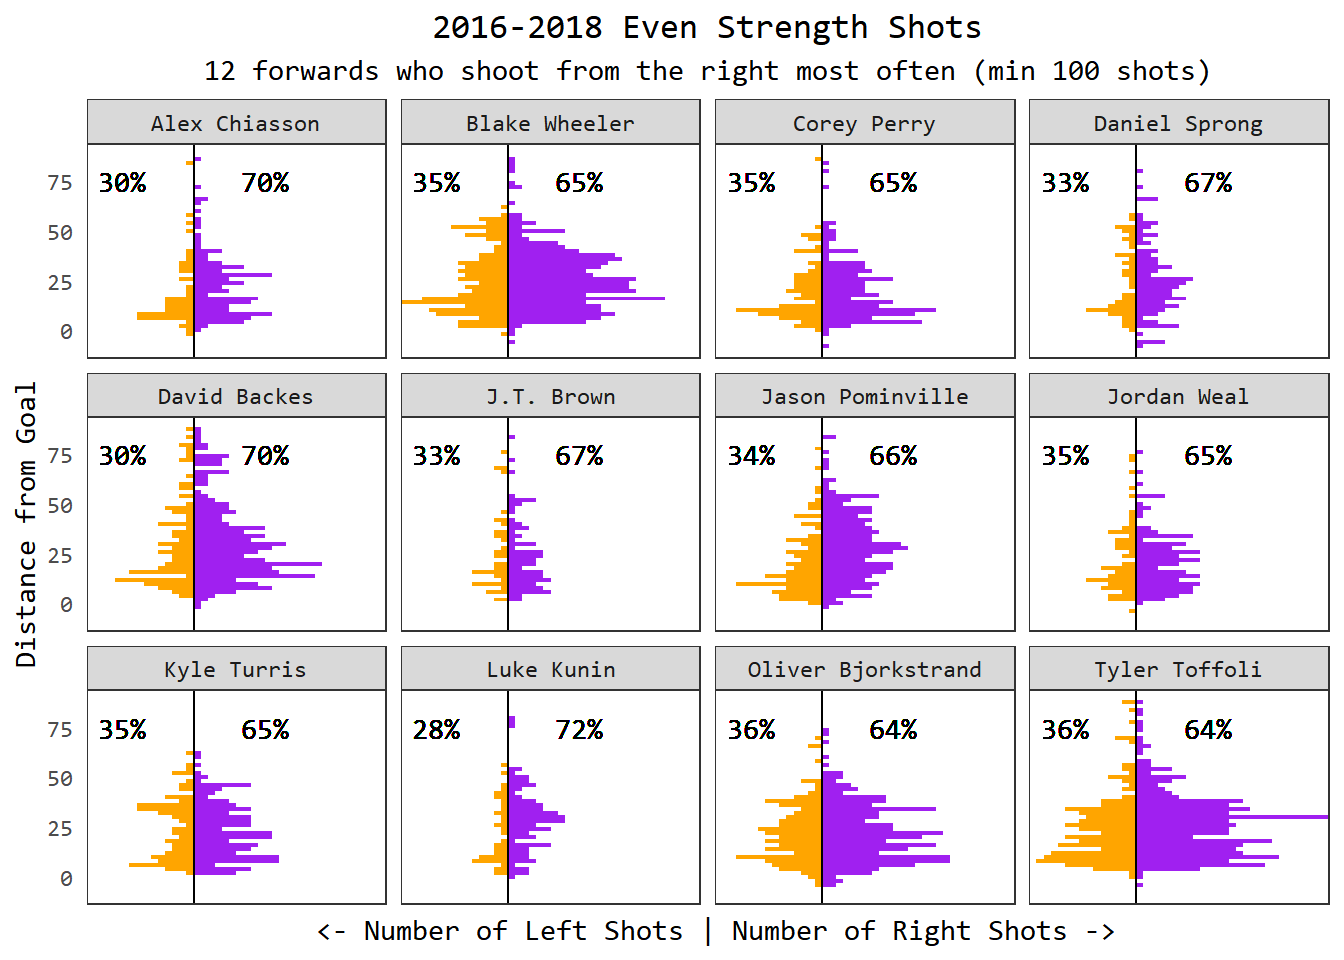 2016-2018 Even Strength Shots
12 forwards who shoot from the right most often (min 100 shots)
Alex Chiasson Blake Wheeler Corey Perry Daniel Sprong
75 30% 70% 35% 65% 35% 65% 33% 67%
50
25
0
David Backes J.T. Brown Jason Pominville Jordan Weal
75 30% 70% 33% 67% 34% 66% 35% 65%
50
25
0
Distance from Goal
Kyle Turris Luke Kunin Oliver Bjorkstrand Tyler Toffoli
75 35% 65% 28% 72% 36% 64% 36% 64%
50
25
0
<- Number of Left Shots | Number of Right Shots ->